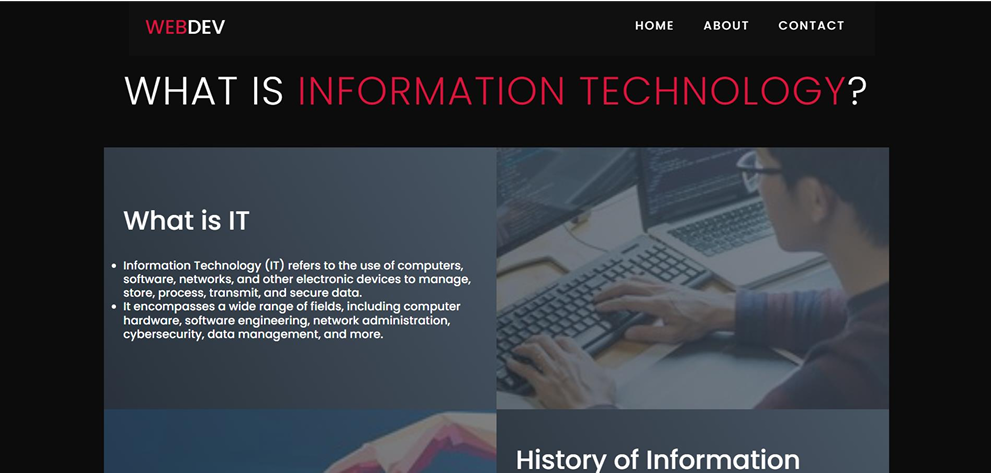 WEBDEV
HOME ABOUT CONTACT
WHAT IS INFORMATION TECHNOLOGY?
What is IT
• Information Technology (IT) refers to the use of computers,
software, networks, and other electronic devices to manage,
store, process, transmit, and secure data.
• It encompasses a wide range of fields, including computer
hardware, software engineering, network administration,
cybersecurity, data management, and more.
History of Information